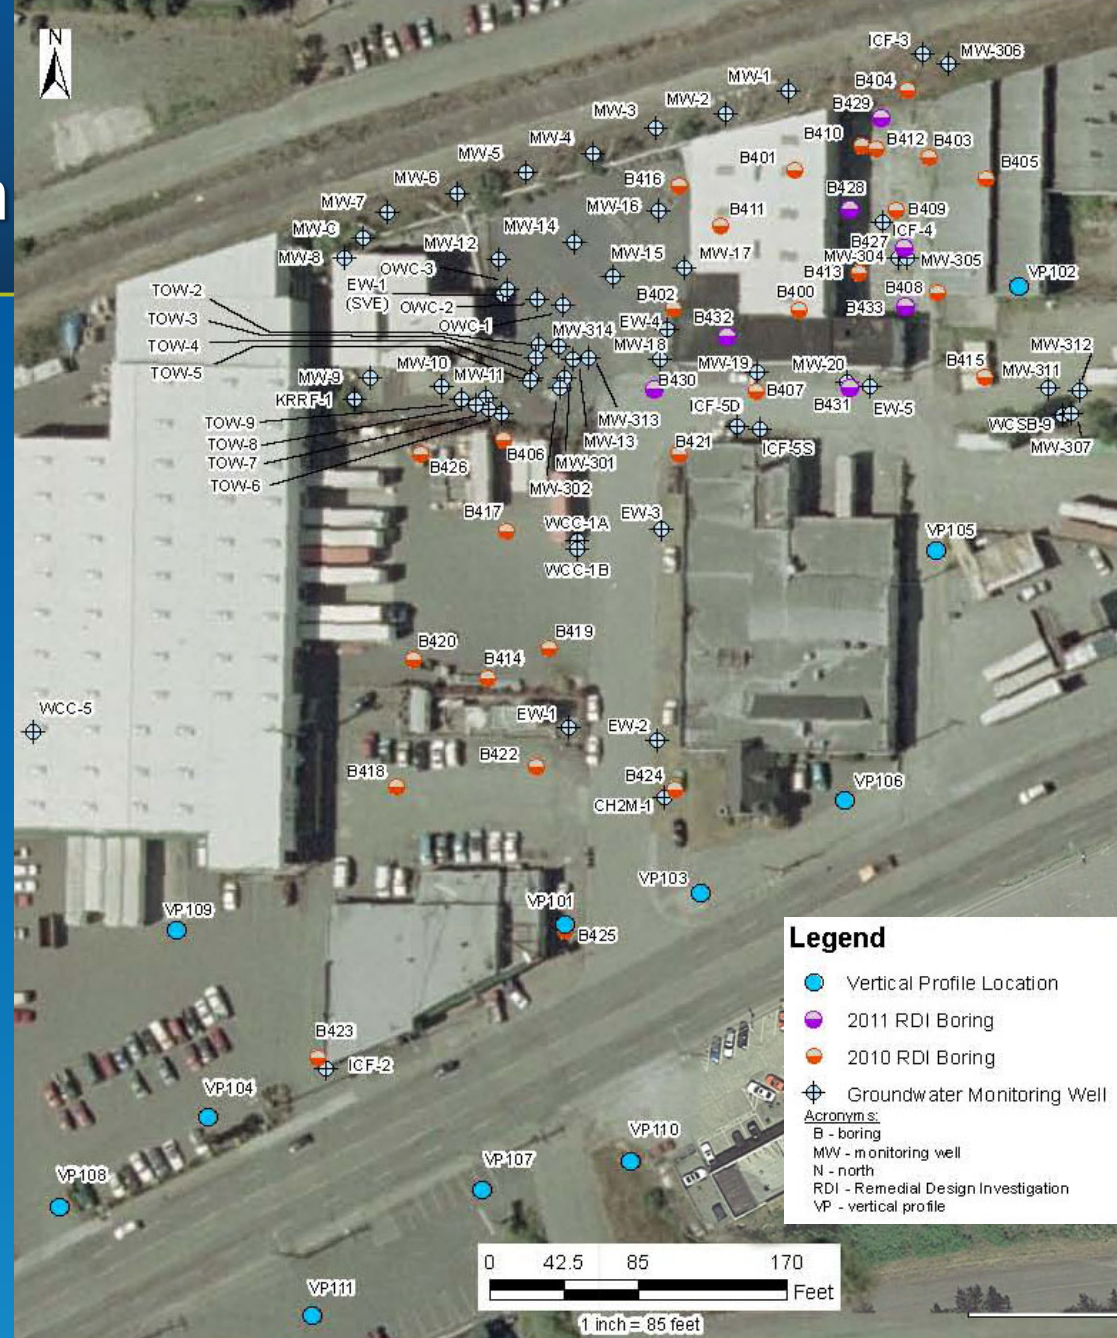 N
n
ICF-3
MW-306
B404
MW-1
B429
MW-2
MW-3
B410
B412
B403
MW-4
B401
B405
MW-5
B416
B428
MW-6
MW-16
B409
B411
MW-7
MW-14
B427
ICF-4
MW-C
MW-12
MW-15
MW-17
MW-304
MW-305
MW-8
OWC-3
B413
VP102
EW-1
(SVE)
OWC-2
B402
B400
B408
TOW-2
OWC-1
B433
TOW-3
MW-314
EW-4
B432
TOW-4
MW-18
MW-312
TOW-5
MW-10
MW-19
MW-20
B415
MW-311
MW-9
MW-11
B430
B407
B431
EW-5
KRRF-1
MW-313
ICF-5D
WCSB-9
TOW-9
MW-13
ICF-5S
MW-307
TOW-8
B406
B421
TOW-7
B426
MW-301
TOW-6
MW-302
B417
WCC-1A
EW-3
VP105
WCC-1B
B420
B419
B414
WCC-5
EW-1
EW-2
B422
B418
B424
VP106
CH2M-1
VP103
VP101
VP109
B425
B423
ICF-2
VP104
VP110
VP107
VP108
VP111
Legend
Vertical Profile Location
2011 RDI Boring
2010 RDI Boring
Groundwater Monitoring Well
Acronyms:
B - boring
MW - monitoring well
N - north
RDI - Remedial Design Investigation
VP - vertical profile
0 42.5 85 170
Feet
1 inch = 85 feet